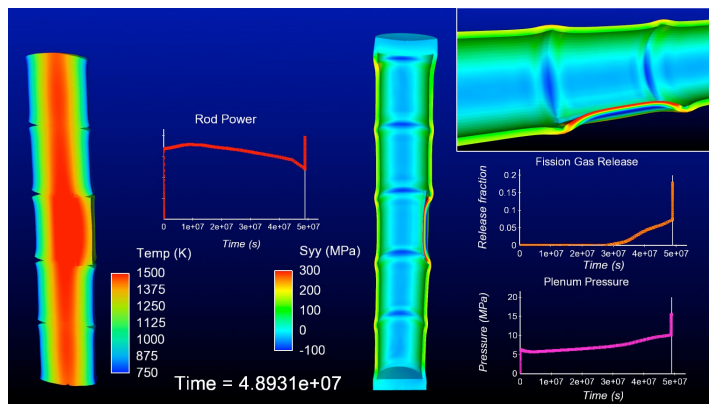 Rod Power
0 1e+07 2e+07 3e+07 4e+07 5e+07
Time (s)
Temp (K)
1500
1375
1250
1125
1000
875
750
Syy (MPa)
300
200
100
0
-100
Time = 4.8931e+07
Fission Gas Release
Release fraction
0.2
0.15
0.1
0.05
0
0 1e+07 2e+07 3e+07 4e+07 5e+07
Time (s)
Plenum Pressure
Pressure (MPa)
20
15
10
5
0
0 1e+07 2e+07 3e+07 4e+07 5e+07
Time (s)